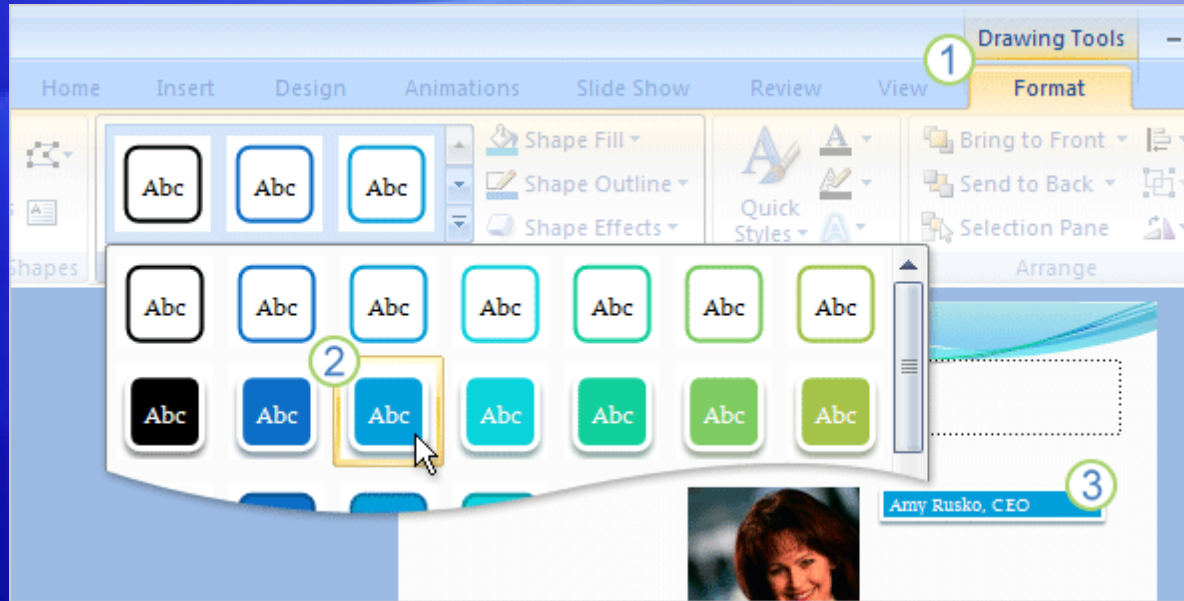 Drawing Tools
1
Home Insert Design Animations Slide Show Review View Format
Abc Abc Abc
Shape Fill
Shape Outline
Shape Effects
A
Quick
Styles
A
A
Bring to Front
Send to Back
Selection Pane
Shapes
Arrange
Abc Abc Abc Abc Abc Abc Abc
2
Abc Abc Abc Abc Abc Abc Abc
3
Amy Rusko, CEO